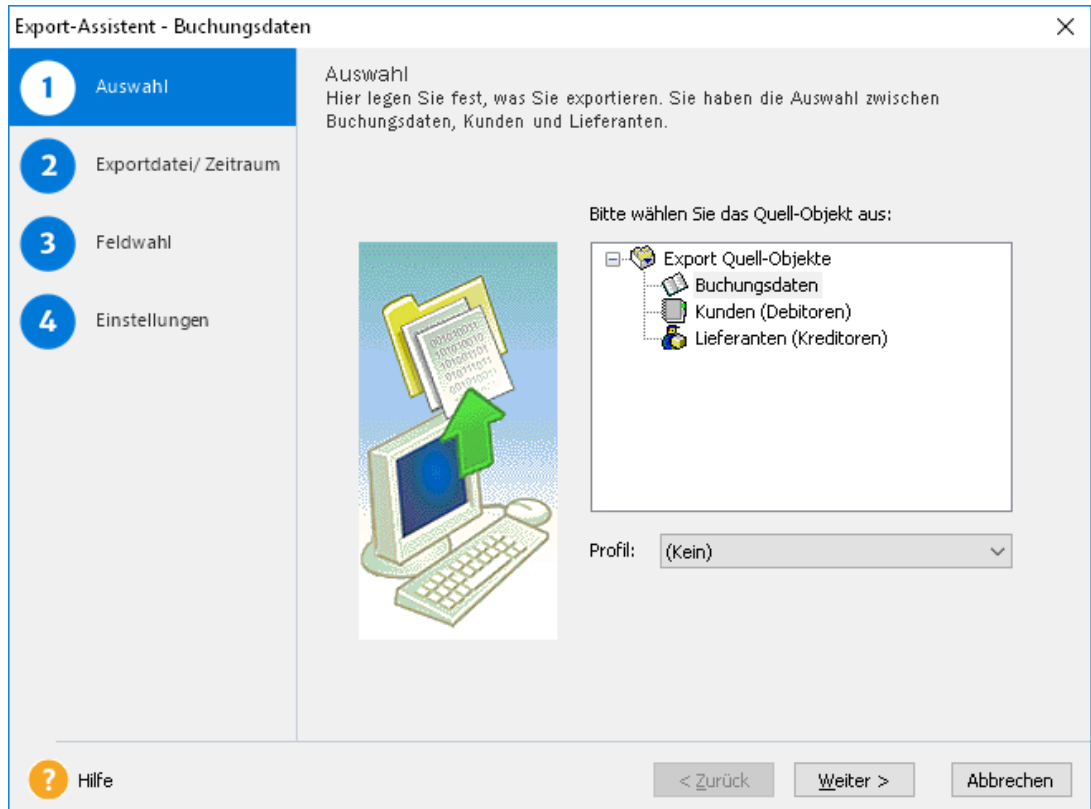 Export-Assistent - Buchungsdaten
1 Auswahl
2 Exportdatei/ Zeitraum
3 Feldwahl
4 Einstellungen
Auswahl
Hier legen Sie fest, was Sie exportieren. Sie haben die Auswahl zwischen
Buchungsdaten, Kunden und Lieferanten.
Bitte wählen Sie das Quell-Objekt aus:
Export Quell-Objekte
Buchungsdaten
Kunden (Debitoren)
Lieferanten (Kreditoren)
Profil: (Kein)
? Hilfe
< Zurück
Weiter >
Abbrechen